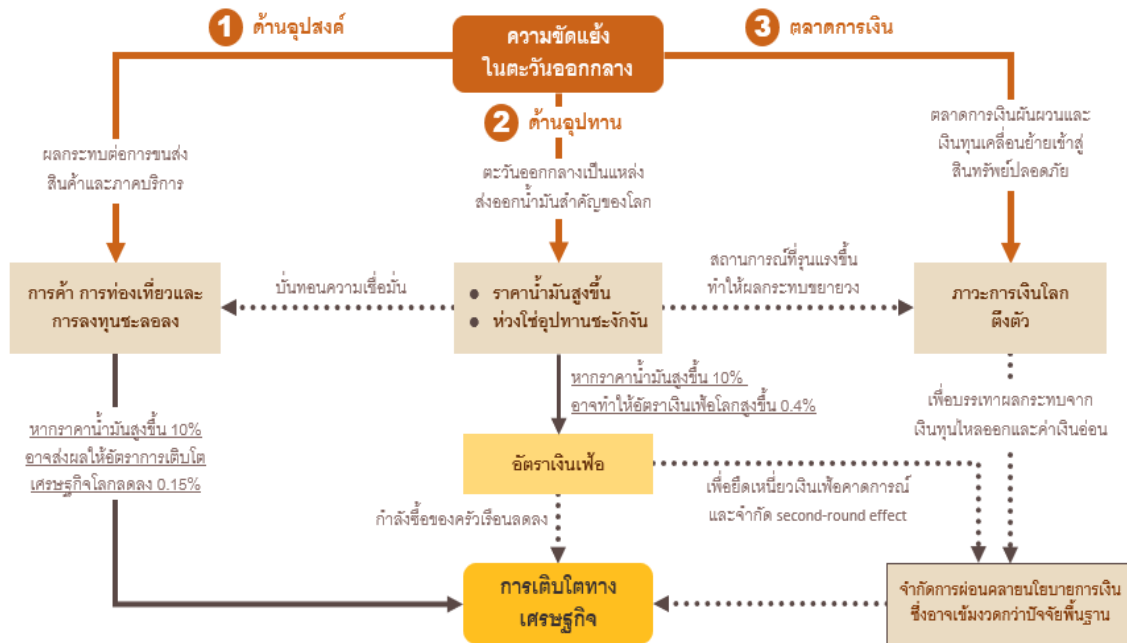 1 ด้านอุปสงค์
ความขัดแย้ง
ในตะวันออกกลาง
3 ตลาดการเงิน
2 ด้านอุปทาน
ผลกระทบต่อการขนส่ง
สินค้าและภาคบริการ
ตะวันออกกลางเป็นแหล่ง
ส่งออกน้ำมันสำคัญของโลก
ตลาดการเงินผันผวนและ
เงินทุนเคลื่อนย้ายเข้าสู่
สินทรัพย์ปลอดภัย
การค้า การท่องเที่ยวและ
การลงทุนชะลอลง
บั่นทอนความเชื่อมั่น
● ราคาน้ำมันสูงขึ้น
● ห่วงโซ่อุปทานชะงักงัน
สถานการณ์ที่รุนแรงขึ้น
ทำให้ผลกระทบขยายวง
ภาวะการเงินโลก
ตึงตัว
หากราคาน้ำมันสูงขึ้น 10%
อาจส่งผลให้อัตราการเติบโต
เศรษฐกิจโลกลดลง 0.15%
หากราคาน้ำมันสูงขึ้น 10%
อาจทำให้อัตราเงินเฟ้อโลกสูงขึ้น 0.4%
เพื่อบรรเทาผลกระทบจาก
เงินทุนไหลออกและค่าเงินอ่อน
อัตราเงินเฟ้อ
เพื่อยึดเหนี่ยวเงินเฟ้อคาดการณ์
และจำกัด second-round effect
กำลังซื้อของครัวเรือนลดลง
การเติบโตทาง
เศรษฐกิจ
จำกัดการผ่อนคลายนโยบายการเงิน
ซึ่งอาจเข้มงวดกว่าปัจจัยพื้นฐาน